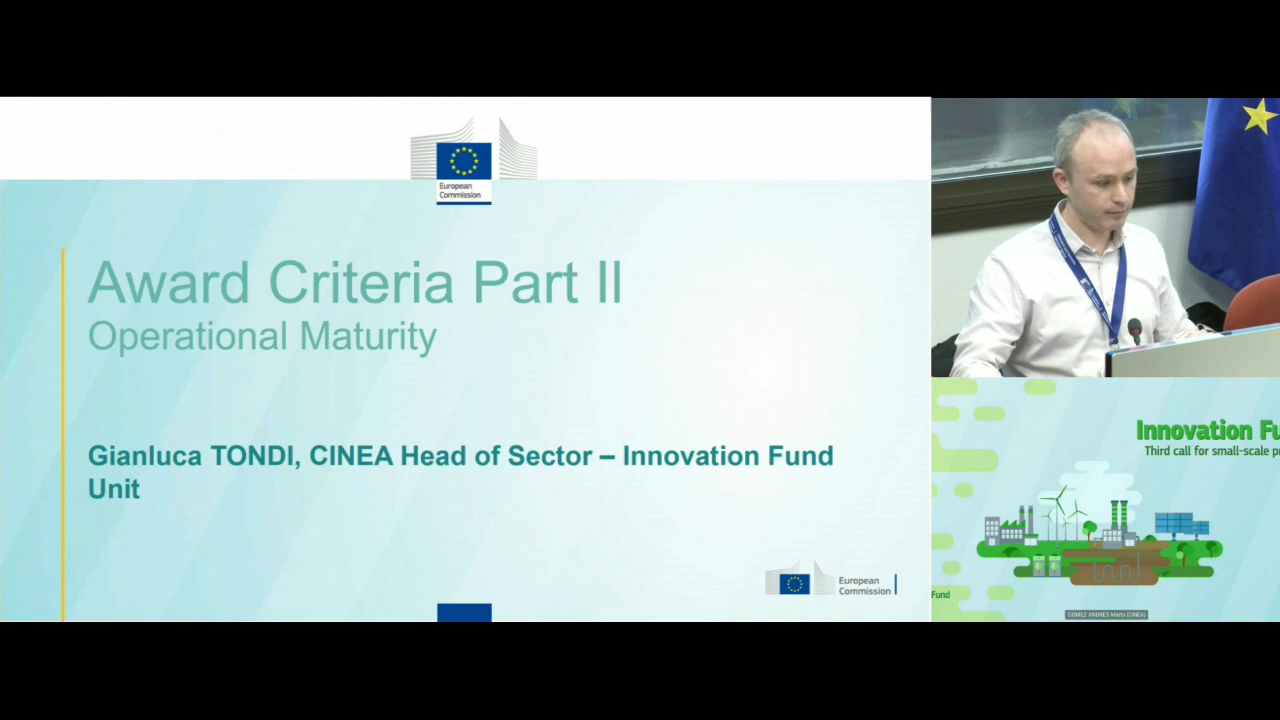 European
Commission
Award Criteria Part II
Operational Maturity
Gianluca TONDI, CINEA Head of Sector – Innovation Fund
Unit
European
Commission
Innovation Fu
Third call for small-scale p
Fund
GOMEZ ANDRES Marta (CINEA)